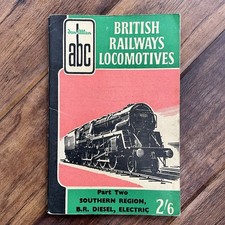 BRITISH
RAILWAYS
LOCOMOTIVES
abc
Part Two
SOUTHERN REGION,
B.R. DIESEL, ELECTRIC
2/6